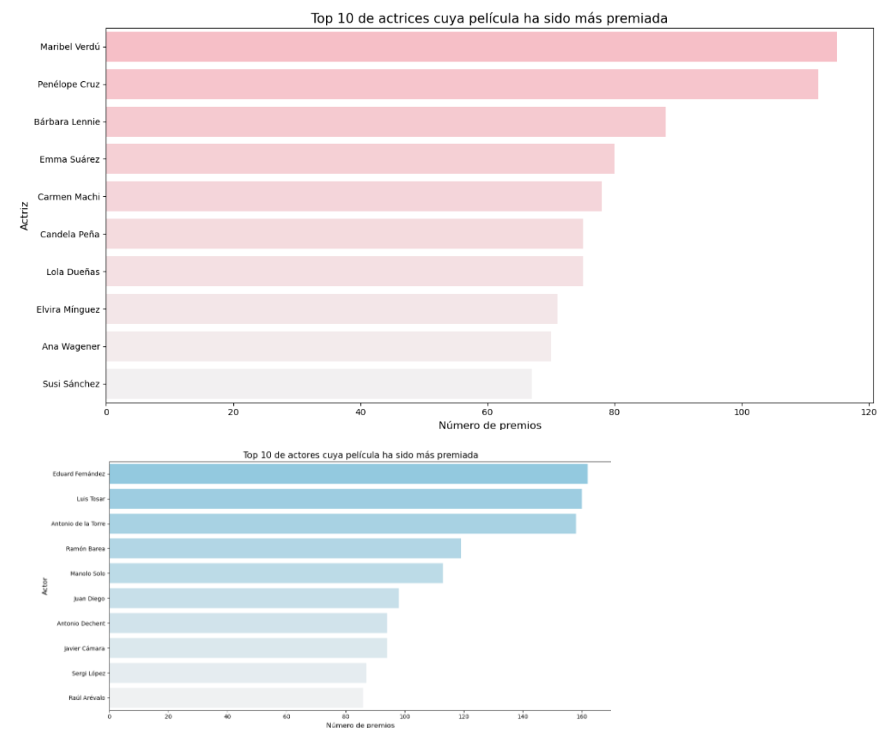 Top 10 de actrices cuya película ha sido más premiada
Maribel Verdú
Penélope Cruz
Bárbara Lennie
Emma Suárez
Carmen Machi
Candela Peña
Lola Dueñas
Elvira Mínguez
Ana Wagener
Susi Sánchez
Actriz
0 20 40 60 80 100 120
Número de premios
Top 10 de actores cuya película ha sido más premiada
Eduard Fernández
Luis Tosar
Antonio de la Torre
Ramón Barea
Manolo Solo
Juan Diego
Antonio Dechent
Javier Cámara
Sergi López
Raúl Arévalo
Actor
0 20 40 60 80 100 120 140 160
Número de premios